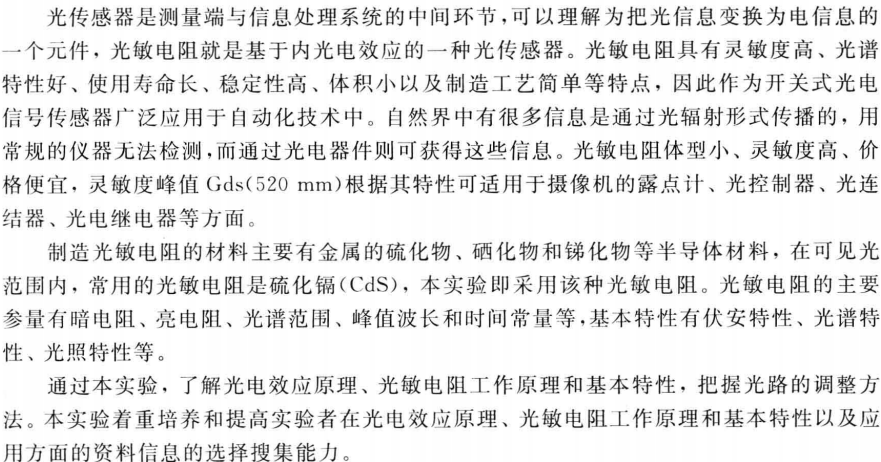 光传感器是测量端与信息处理系统的中间环节,可以理解为把光信息变换为电信息的
一个元件，光敏电阻就是基于内光电效应的一种光传感器。光敏电阻具有灵敏度高、光谱
特性好、使用寿命长、稳定性高、体积小以及制造工艺简单等特点，因此作为开关式光电
信号传感器广泛应用于自动化技术中。自然界中有很多信息是通过光辐射形式传播的，用
常规的仪器无法检测,而通过光电器件则可获得这些信息。光敏电阻体型小、灵敏度高、价
格便宜，灵敏度峰值 Gds(520 mm)根据其特性可适用于摄像机的露点计、光控制器、光连
结器、光电继电器等方面。
制造光敏电阻的材料主要有金属的硫化物、硒化物和锑化物等半导体材料，在可见光
范围内，常用的光敏电阻是硫化镉(CdS)，本实验即采用该种光敏电阻。光敏电阻的主要
参量有暗电阻、亮电阻、光谱范围、峰值波长和时间常量等,基本特性有伏安特性、光谱特
性、光照特性等。
通过本实验，了解光电效应原理、光敏电阻工作原理和基本特性，把握光路的调整方
法。本实验着重培养和提高实验者在光电效应原理、光敏电阻工作原理和基本特性以及应
用方面的资料信息的选择搜集能力。